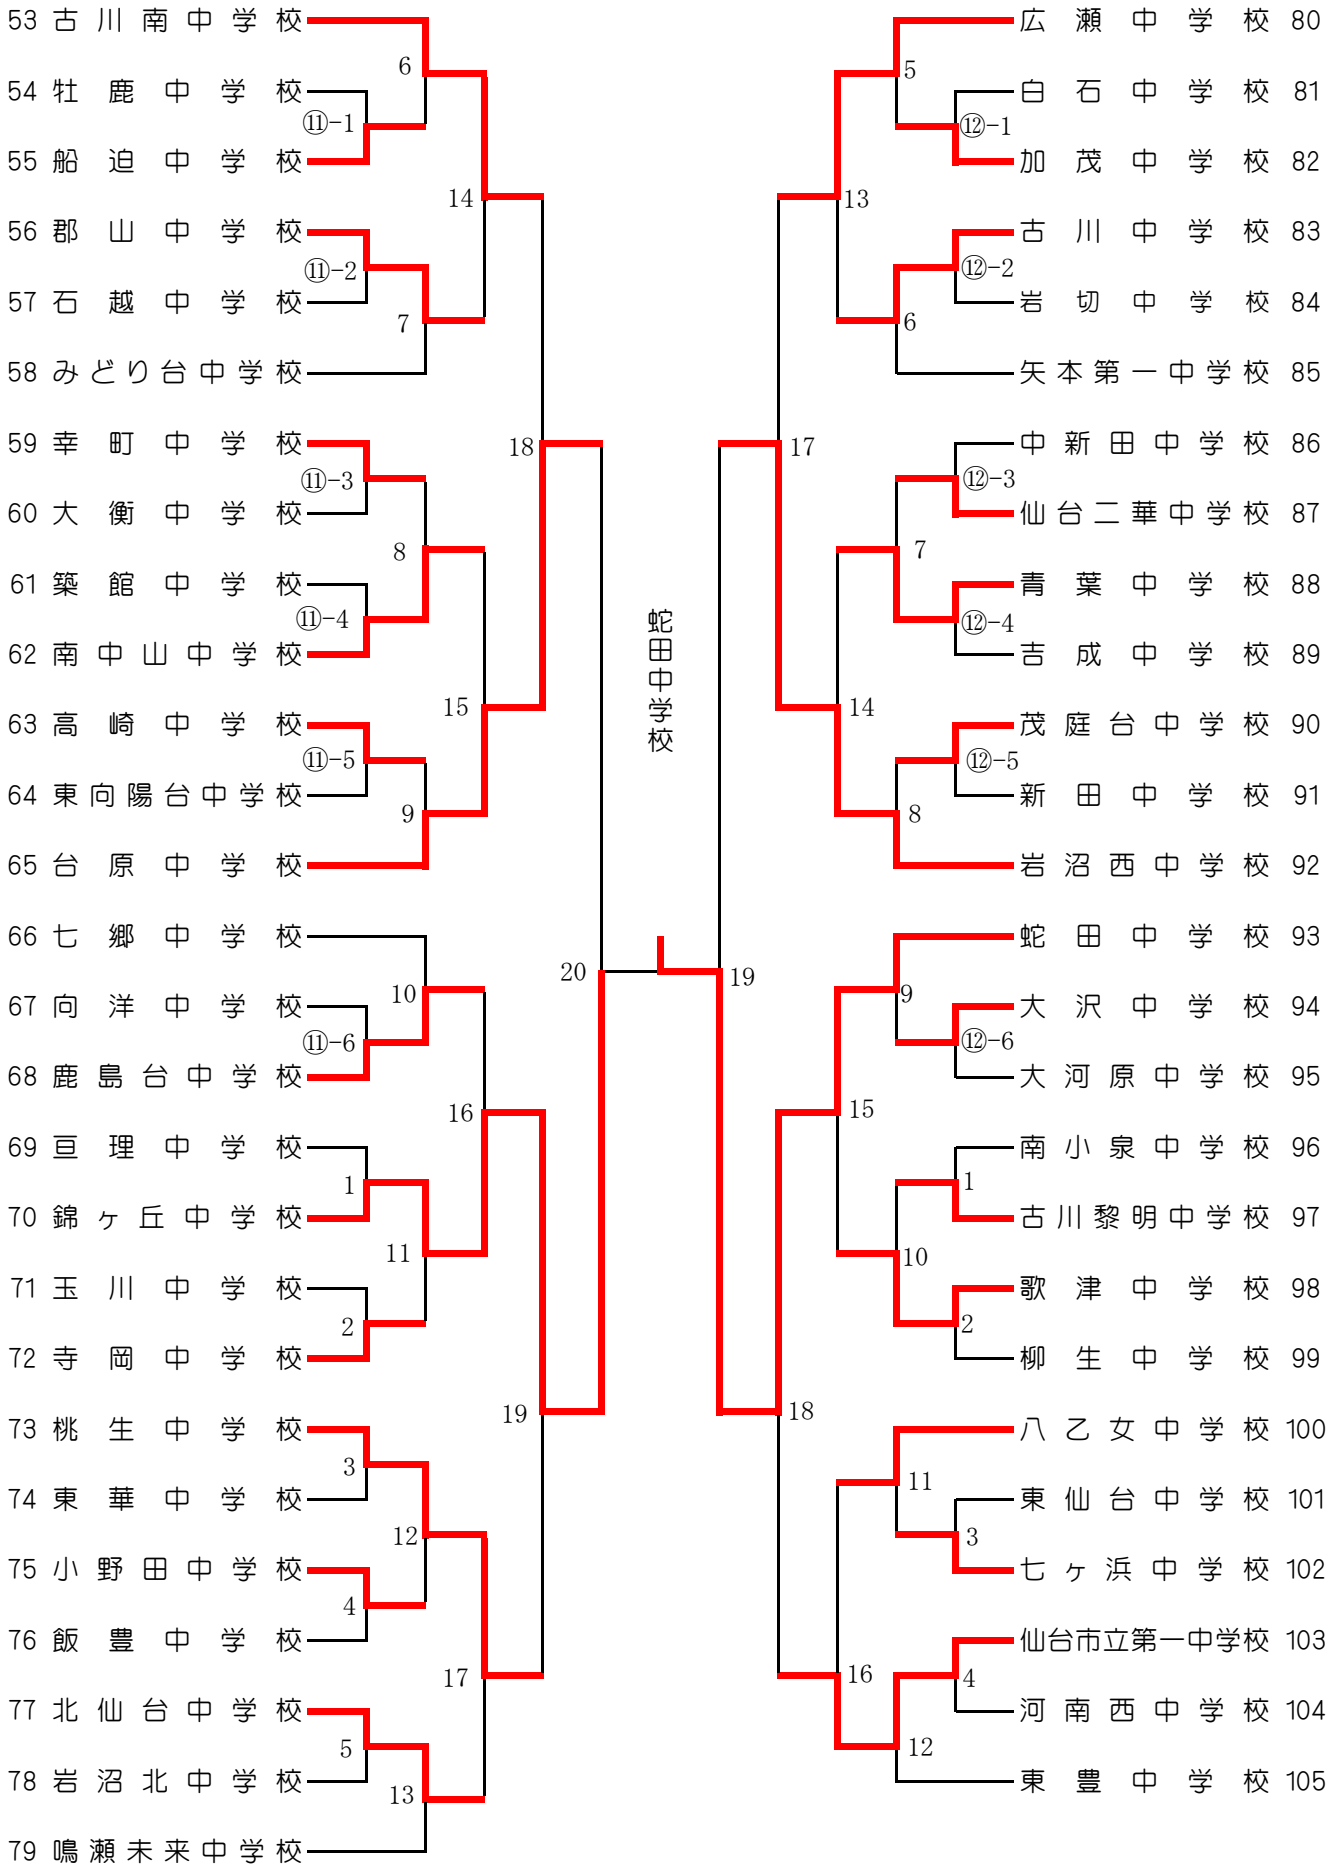 53 古川南中学校
54 牡鹿中学校
55 船迫中学校
56 郡山中学校
57 石越中学校
58 みどり台中学校
59 幸町中学校
60 大衡中学校
61 築館中学校
62 南中山中学校
63 高崎中学校
64 東向陽台中学校
65 台原中学校
66 七郷中学校
67 向洋中学校
68 鹿島台中学校
69 亘理中学校
70 錦ヶ丘中学校
71 玉川中学校
72 寺岡中学校
73 桃生中学校
74 東華中学校
75 小野田中学校
76 飯豊中学校
77 北仙台中学校
78 岩沼北中学校
79 鳴瀬未来中学校
6
⑪-1
14
⑪-2
7
18
⑪-3
8
⑪-4
15
⑪-5
9
20
10
⑪-6
16
1
11
2
19
3
12
4
17
5
13
蛇田中学校
5
⑫-1
13
⑫-2
6
17
⑫-3
7
⑫-4
14
⑫-5
8
19
9
⑫-6
15
1
10
2
18
11
3
16
4
12
広瀬中学校 80
白石中学校 81
加茂中学校 82
古川中学校 83
岩切中学校 84
矢本第一中学校 85
中新田中学校 86
仙台二華中学校 87
青葉中学校 88
吉成中学校 89
茂庭台中学校 90
新田中学校 91
岩沼西中学校 92
蛇田中学校 93
大沢中学校 94
大河原中学校 95
南小泉中学校 96
古川黎明中学校 97
歌津中学校 98
柳生中学校 99
八乙女中学校 100
東仙台中学校 101
七ヶ浜中学校 102
仙台市立第一中学校 103
河南西中学校 104
東豊中学校 105